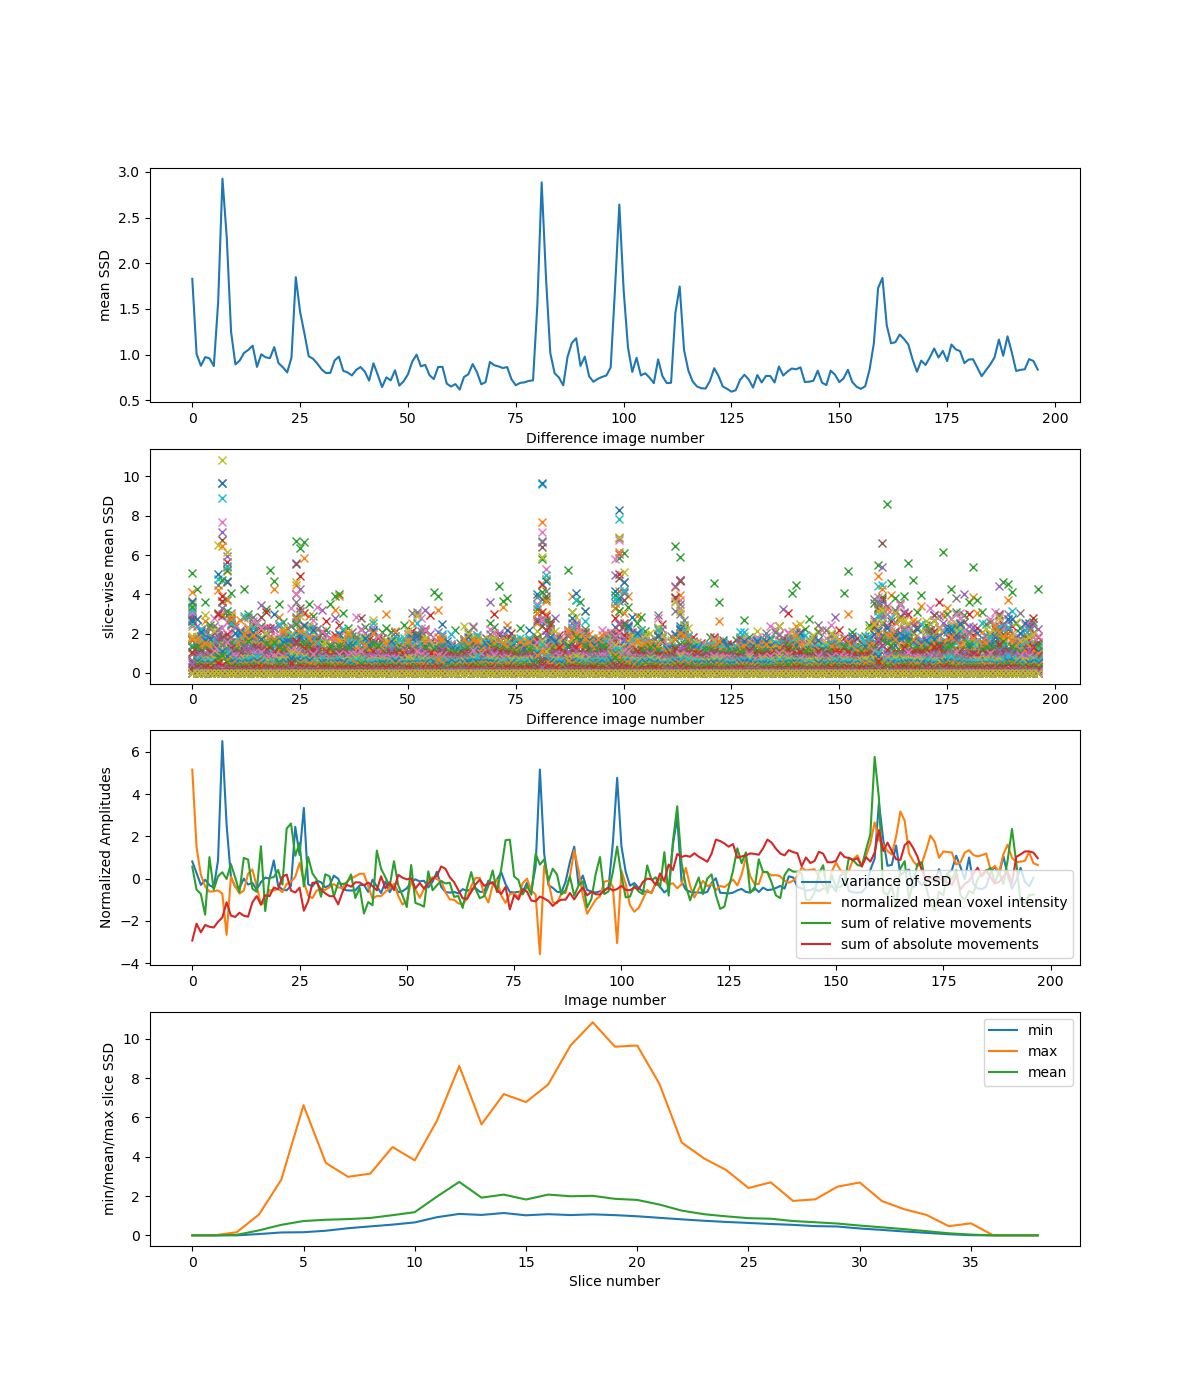 3.0
2.5
2.0
1.5
1.0
0.5
mean SSD
0 25 50 75 100 125 150 175 200
Difference image number
10
8
6
4
2
0
slice-wise mean SSD
0 25 50 75 100 125 150 175 200
Difference image number
6
4
2
0
−2
−4
Normalized Amplitudes
variance of SSD
normalized mean voxel intensity
sum of relative movements
sum of absolute movements
0 25 50 75 100 125 150 175 200
Image number
10
8
6
4
2
0
min/mean/max slice SSD
min
max
mean
0 5 10 15 20 25 30 35
Slice number